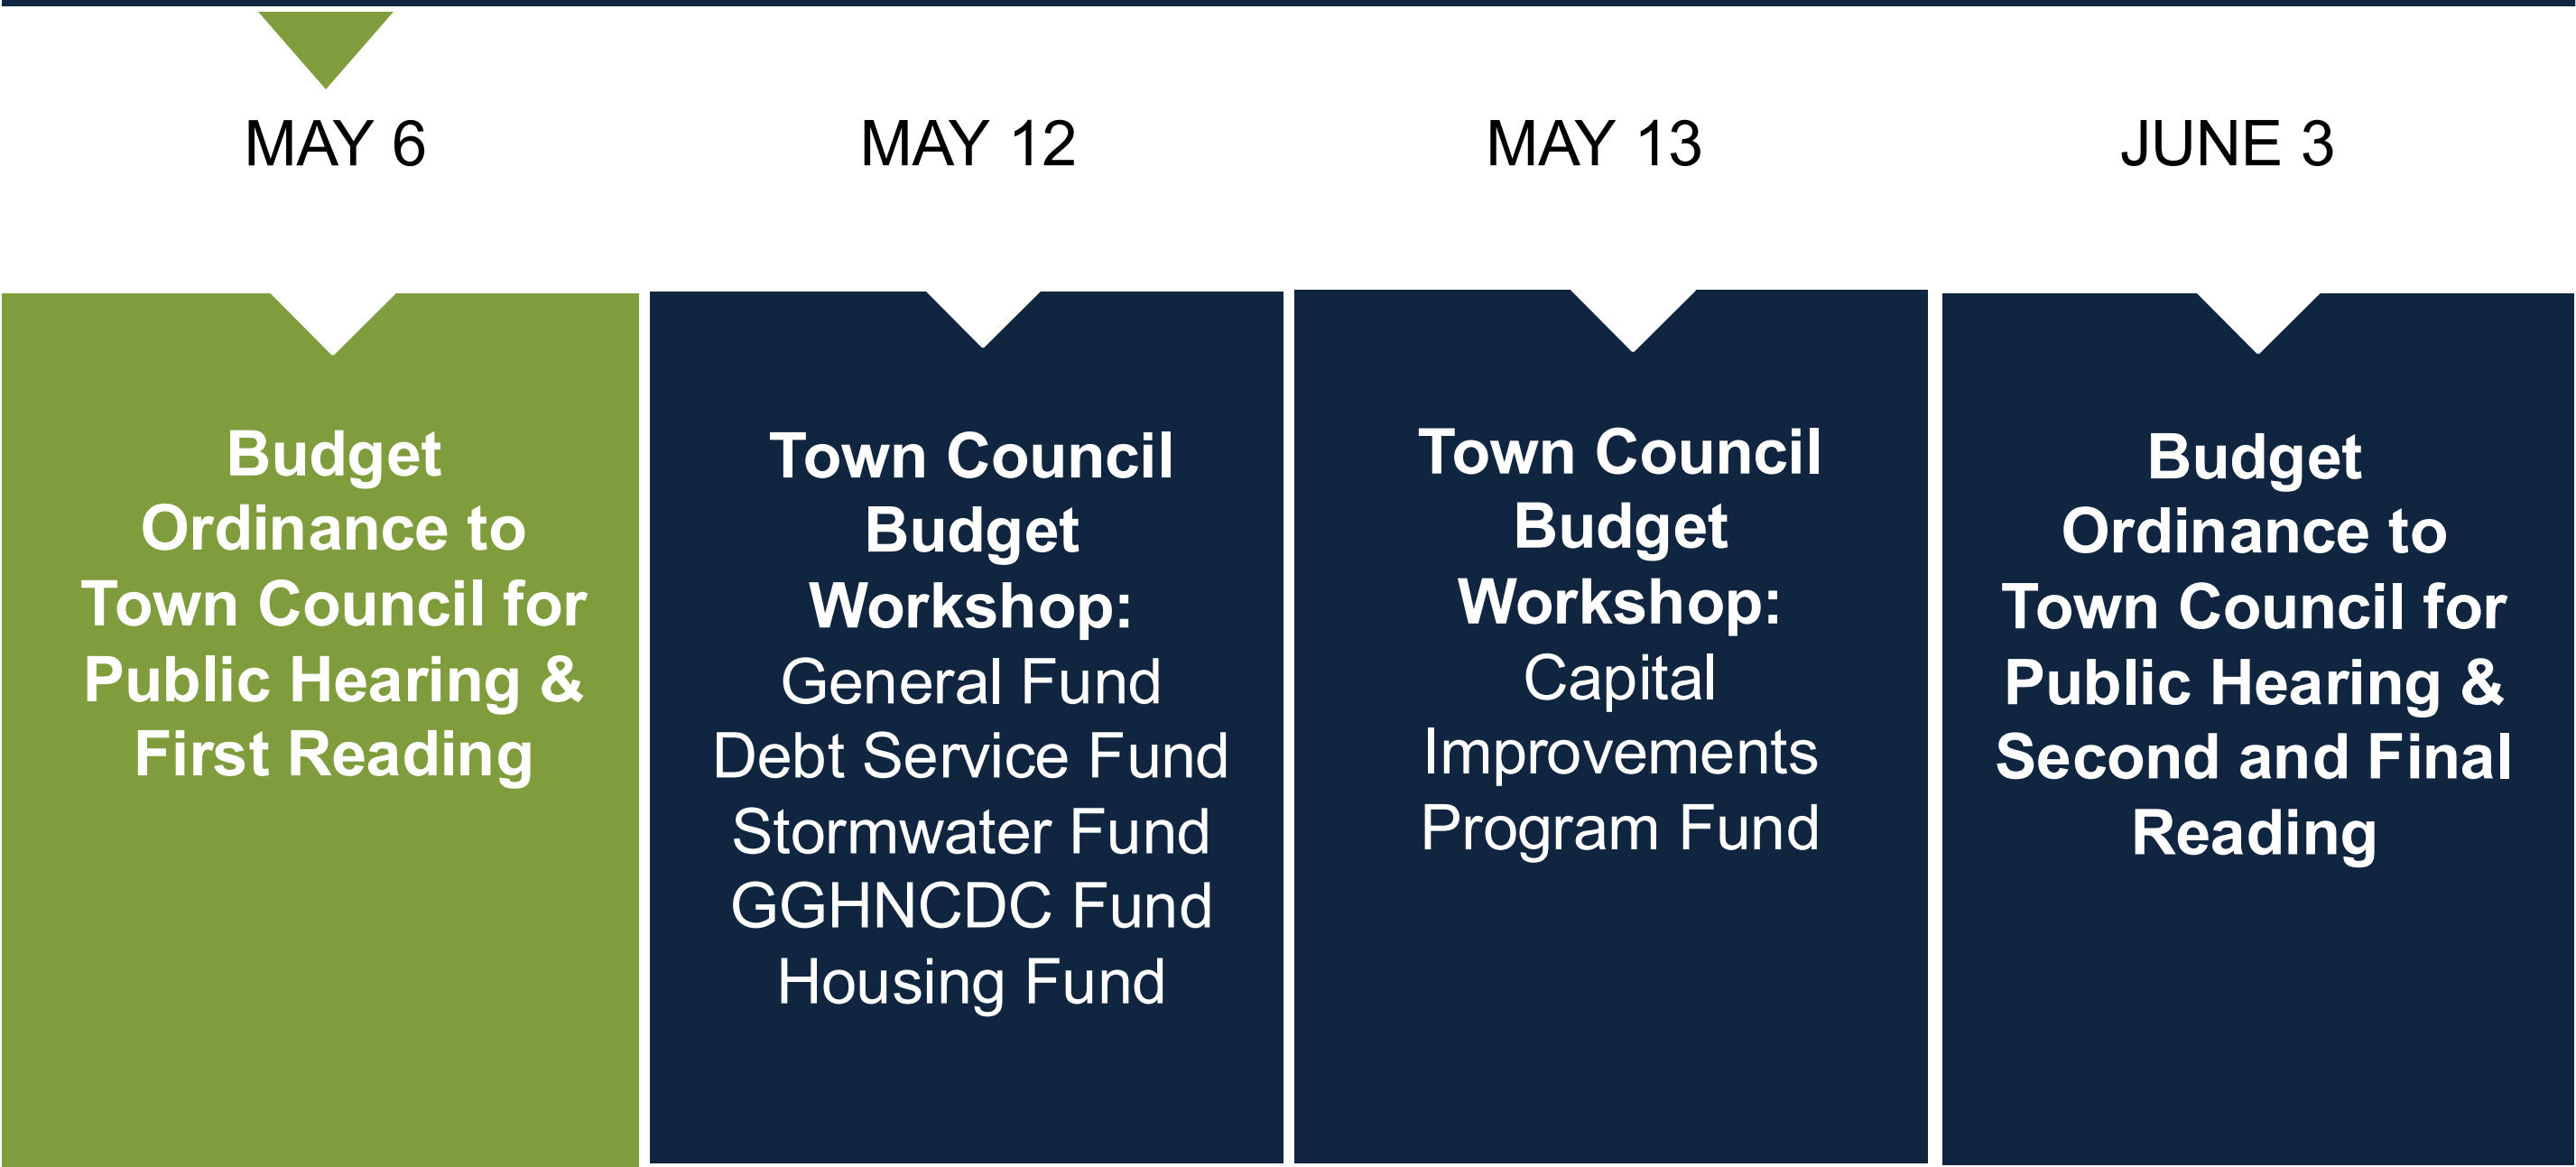 MAY 6
Budget
Ordinance to
Town Council for
Public Hearing &
First Reading
MAY 12
Town Council
Budget
Workshop:
General Fund
Debt Service Fund
Stormwater Fund
GGHNCDC Fund
Housing Fund
MAY 13
Town Council
Budget
Workshop:
Capital
Improvements
Program Fund
JUNE 3
Budget
Ordinance to
Town Council for
Public Hearing &
Second and Final
Reading